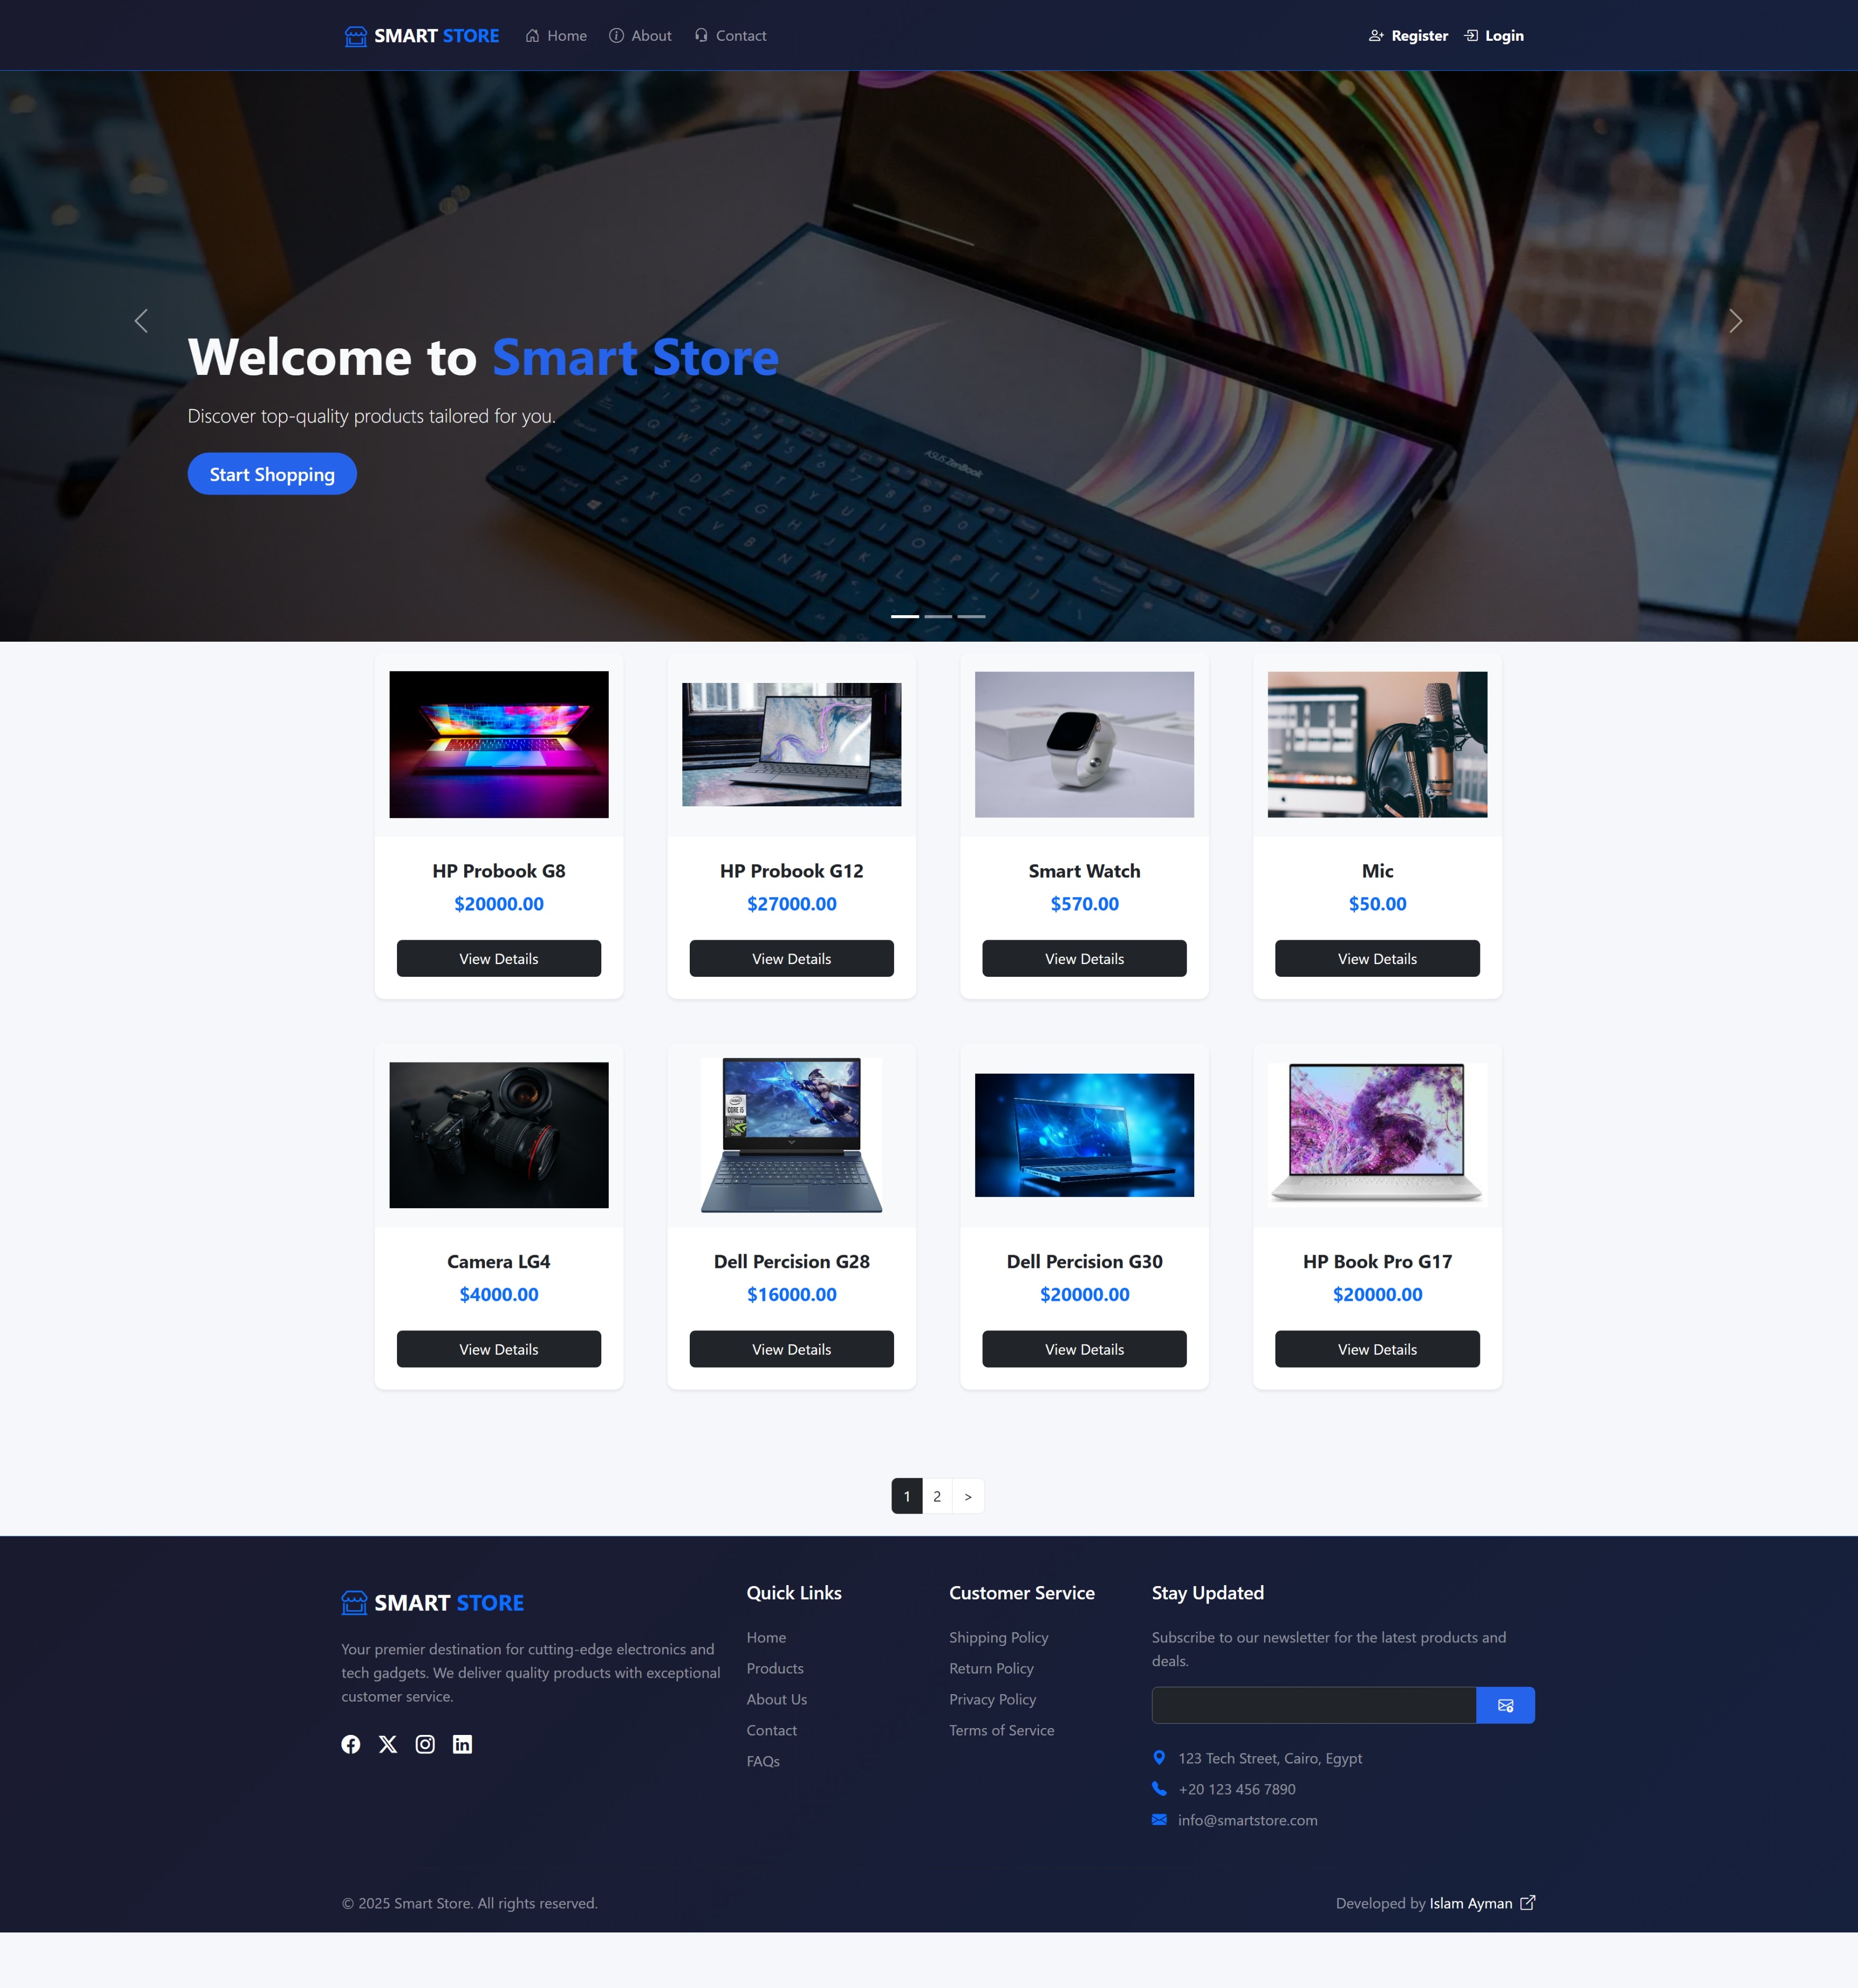 SMART STORE
Home
About
Contact
Register
Login
ASUS ZenBook
Welcome to Smart Store
Discover top-quality products tailored for you.
Start Shopping
HP Probook G8
$20000.00
View Details
HP Probook G12
$27000.00
View Details
Smart Watch
$570.00
View Details
Mic
$50.00
View Details
Camera LG4
$4000.00
View Details
CORE i5
Dell Percision G28
$16000.00
View Details
Dell Percision G30
$20000.00
View Details
HP Book Pro G17
$20000.00
View Details
1
2
>
SMART STORE
Your premier destination for cutting-edge electronics and
tech gadgets. We deliver quality products with exceptional
customer service.
Quick Links
Home
Products
About Us
Contact
FAQs
Customer Service
Shipping Policy
Return Policy
Privacy Policy
Terms of Service
Stay Updated
Subscribe to our newsletter for the latest products and
deals.
123 Tech Street, Cairo, Egypt
+20 123 456 7890
info@smartstore.com
© 2025 Smart Store. All rights reserved.
Developed by Islam Ayman